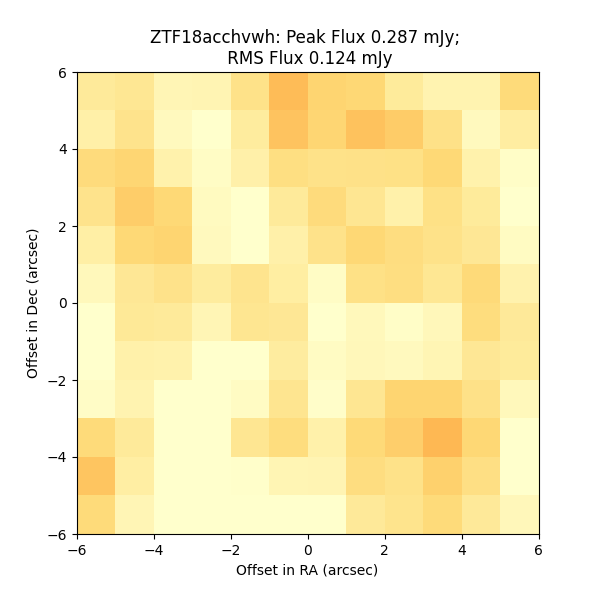 ZTF18acchvwh: Peak Flux 0.287 mJy;
RMS Flux 0.124 mJy
6
4
2
0
−2
−4
−6
Offset in Dec (arcsec)
−6 −4 −2 0 2 4 6
Offset in RA (arcsec)